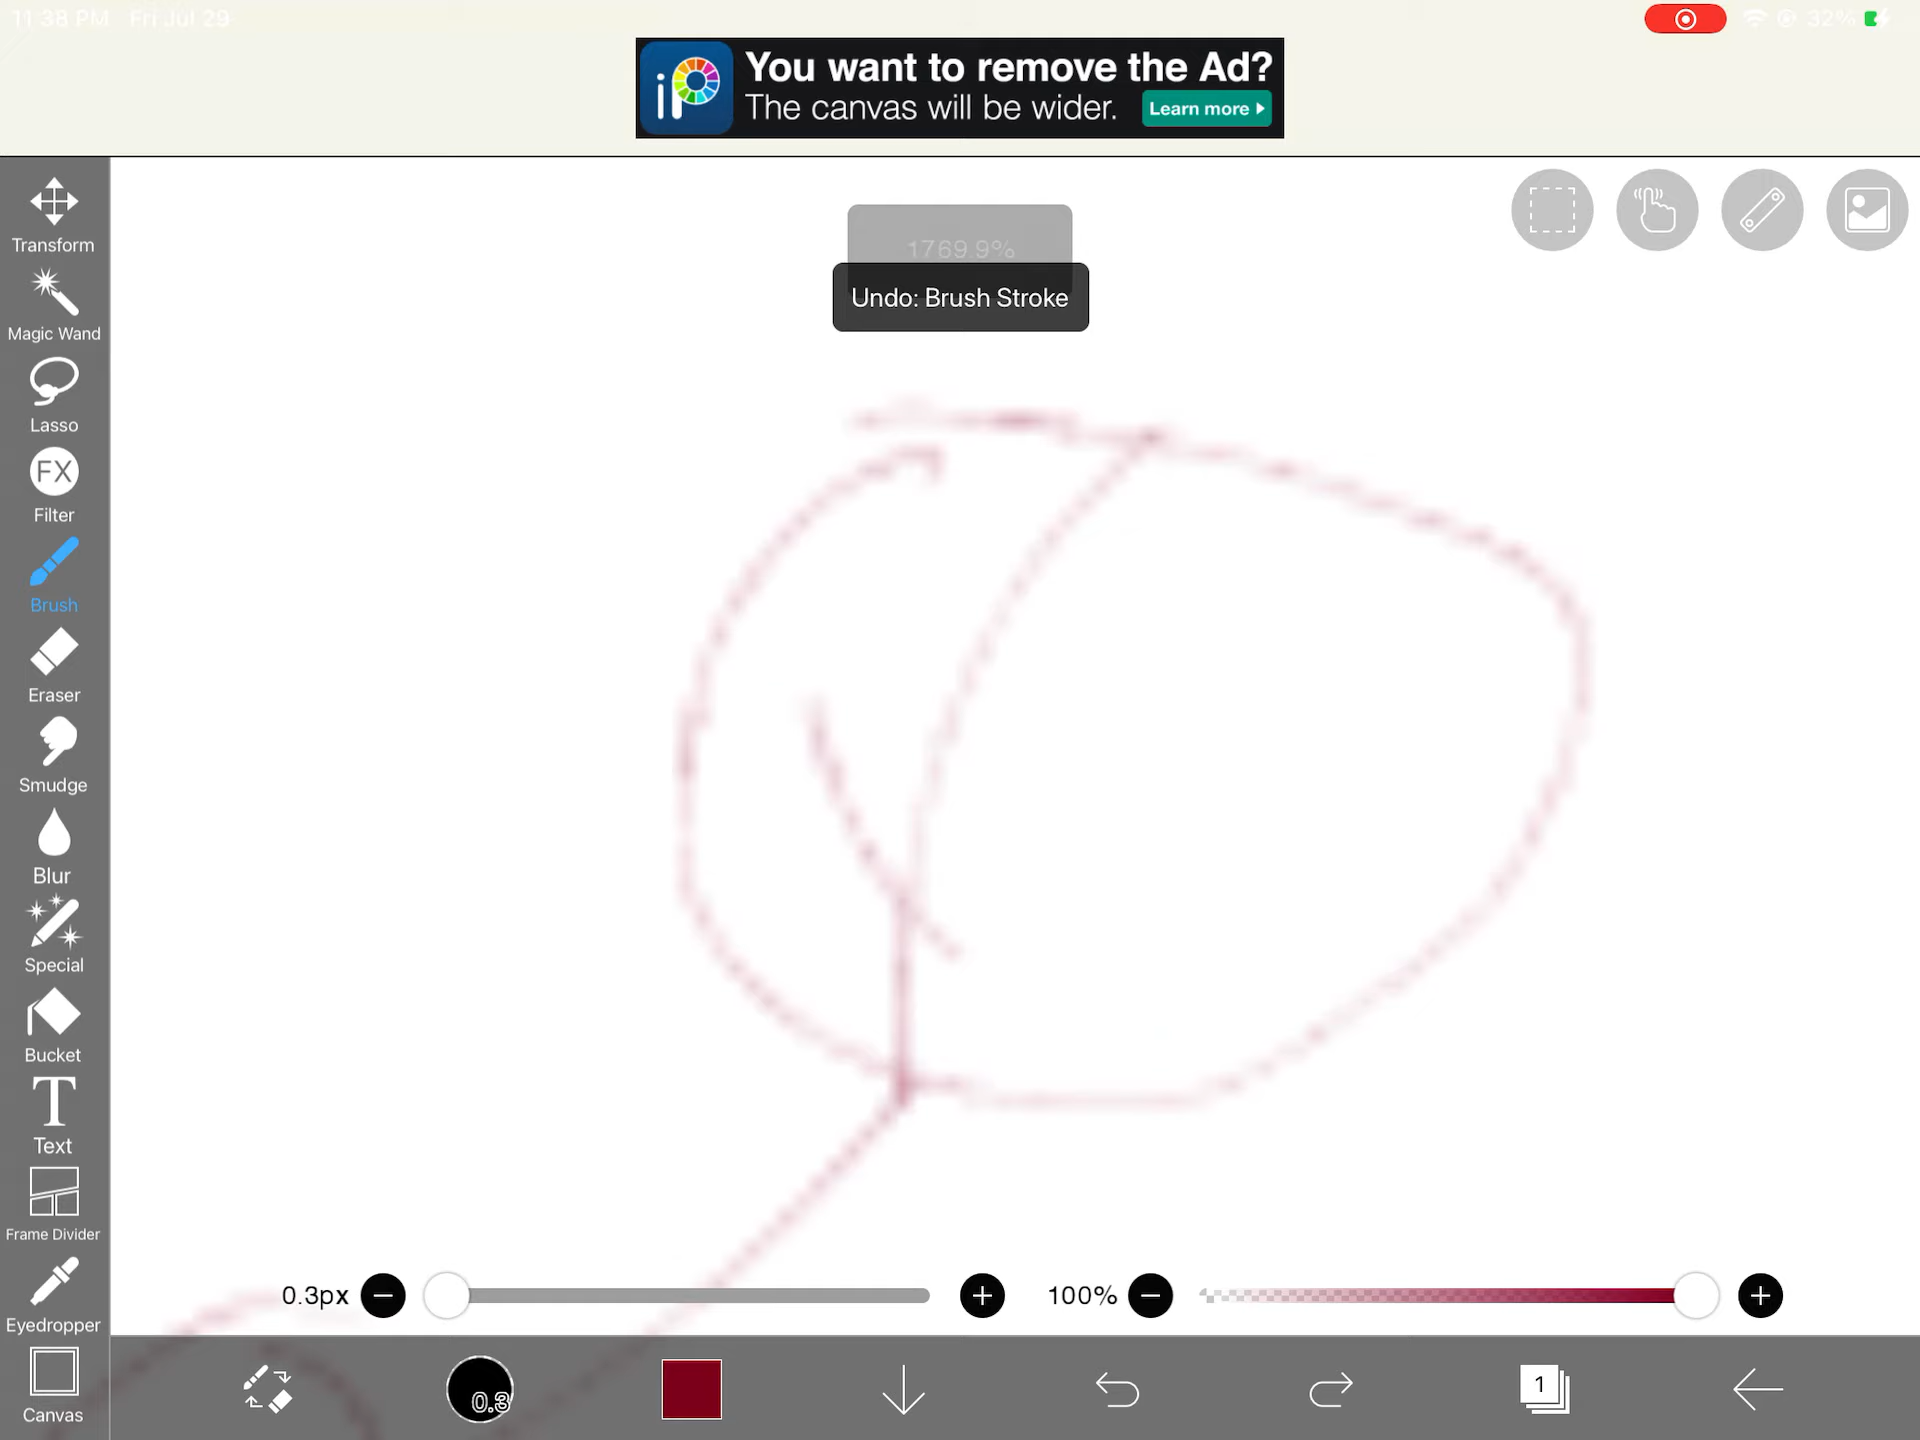 11:38 PM Fri Jul 29
32%
iP
You want to remove the Ad?
The canvas will be wider. Learn more
1769.9%
Undo: Brush Stroke
Transform
Magic Wand
Lasso
FX
Filter
Brush
Eraser
Smudge
Blur
Special
Bucket
T
Text
Frame Divider
Eyedropper
Canvas
0.3px
100%
0.3
1